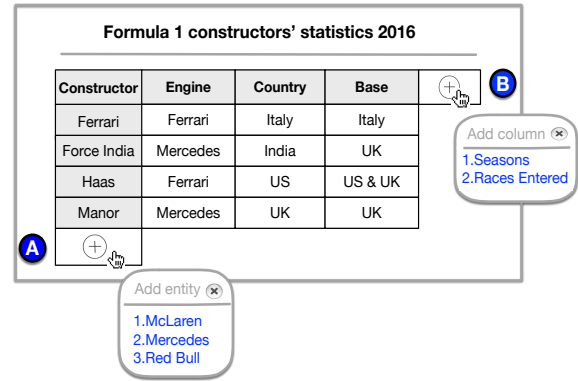 Formula 1 constructors' statistics 2016
Constructor Engine Country Base
B
Ferrari Ferrari Italy Italy
Force India Mercedes India UK
Haas Ferrari US US & UK
Manor Mercedes UK UK
Add column
1.Seasons
2.Races Entered
A
Add entity
1.McLaren
2.Mercedes
3.Red Bull